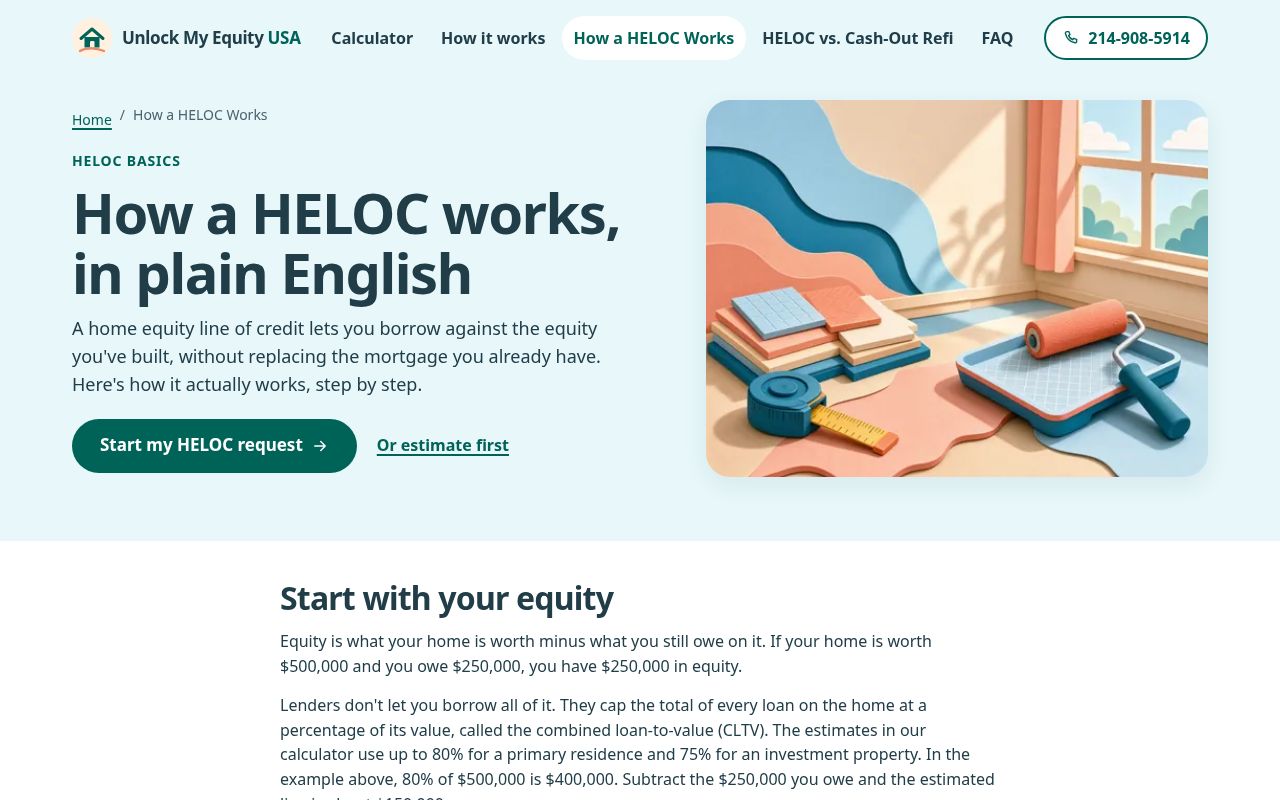 Unlock My Equity USA
Calculator
How it works
How a HELOC Works
HELOC vs. Cash-Out Refi
FAQ
214-908-5914
Home / How a HELOC Works
HELOC BASICS
How a HELOC works,
in plain English
A home equity line of credit lets you borrow against the equity
you've built, without replacing the mortgage you already have.
Here's how it actually works, step by step.
Start my HELOC request →
Or estimate first
Start with your equity
Equity is what your home is worth minus what you still owe on it. If your home is worth
$500,000 and you owe $250,000, you have $250,000 in equity.
Lenders don't let you borrow all of it. They cap the total of every loan on the home at a
percentage of its value, called the combined loan-to-value (CLTV). The estimates in our
calculator use up to 80% for a primary residence and 75% for an investment property. In the
example above, 80% of $500,000 is $400,000. Subtract the $250,000 you owe and the estimated